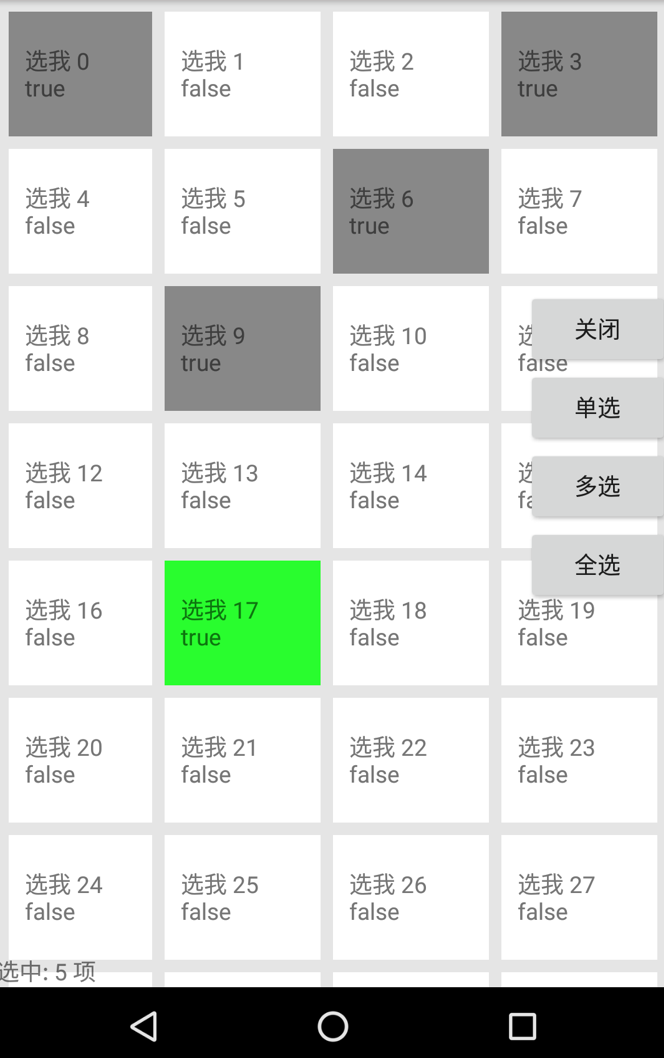 选我 0
true
选我 1
false
选我 2
false
选我 3
true
选我 4
false
选我 5
false
选我 6
true
选我 7
false
选我 8
false
选我 9
true
选我 10
false
选
false
关闭
单选
选我 12
false
选我 13
false
选我 14
false
多选
全选
选我 16
false
选我 17
true
选我 18
false
选我 19
false
选我 20
false
选我 21
false
选我 22
false
选我 23
false
选我 24
false
选我 25
false
选我 26
false
选我 27
false
选中: 5 项